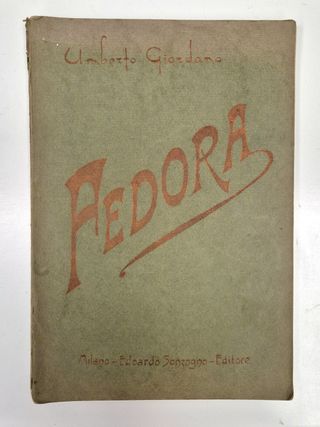 Umberto Giordano
FEDORA
Milano - Edoardo Sonzogno - Editore